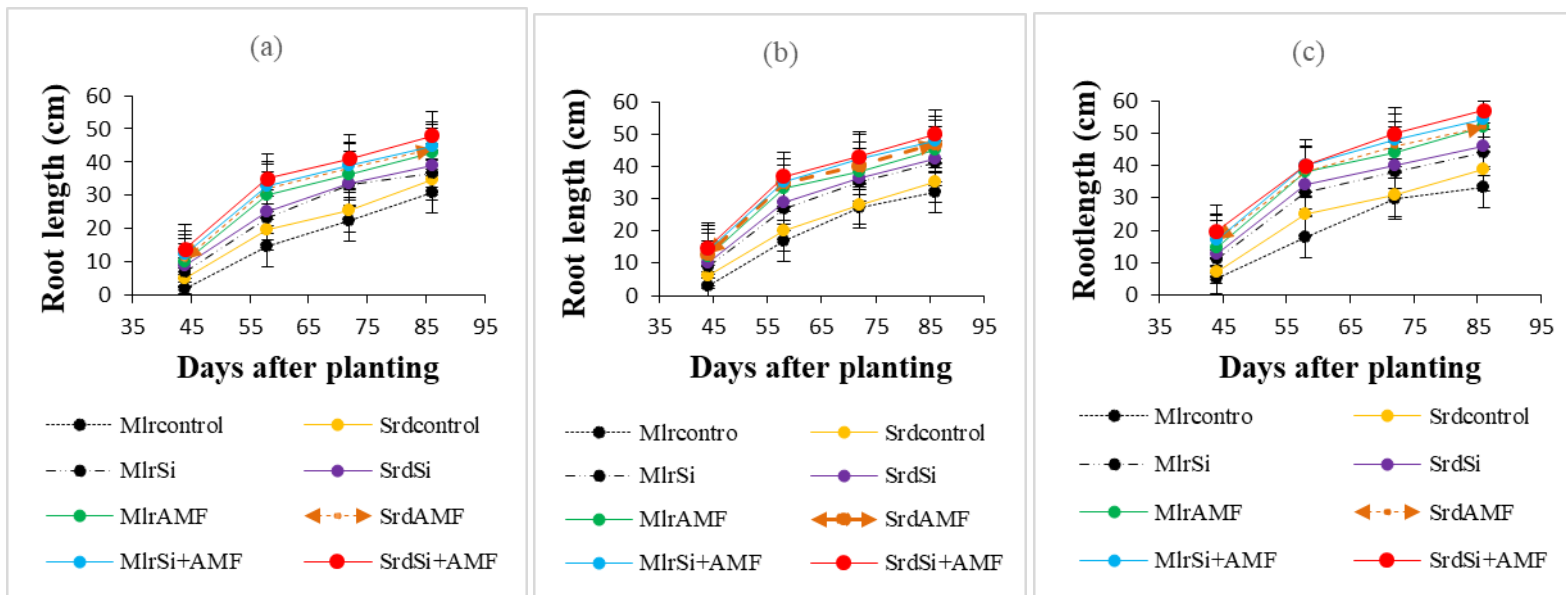 (a)
Root length (cm)
60
50
40
30
20
10
0
35 45 55 65 75 85 95
Days after planting
Mlrcontrol Srdcontrol
MlrSi SrdSi
MlrAMF SrdAMF
MlrSi+AMF SrdSi+AMF
(b)
Root length (cm)
60
50
40
30
20
10
0
35 45 55 65 75 85 95
Days after planting
Mlrcontro Srdcontrol
MlrSi SrdSi
MlrAMF SrdAMF
MlrSi+AMF SrdSi+AMF
(c)
Rootlength (cm)
60
50
40
30
20
10
0
35 45 55 65 75 85 95
Days after planting
Mlrcontro Srdcontrol
MlrSi SrdSi
MlrAMF SrdAMF
MlrSi+AMF SrdSi+AMF